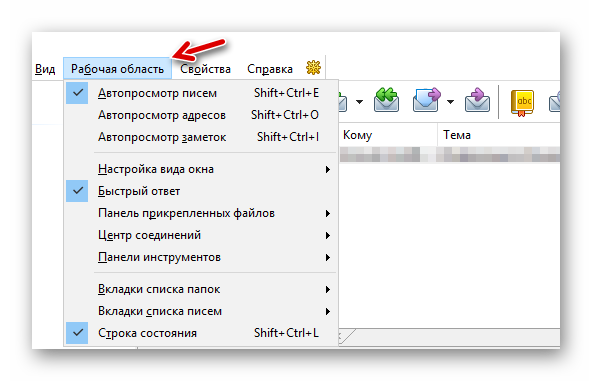 Вид Рабочая область Свойства Справка
Автопросмотр писем Shift+Ctrl+E
Автопросмотр адресов Shift+Ctrl+O
Автопросмотр заметок Shift+Ctrl+I
abc
Кому Тема
Настройка вида окна
Быстрый ответ
Панель прикрепленных файлов
Центр соединений
Панели инструментов
Вкладки списка папок
Вкладки списка писем
Строка состояния Shift+Ctrl+L